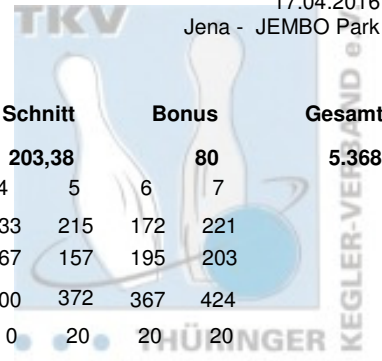 17.04.2016
TKV
Jena - JEMBO Park
Schnitt Bonus Gesamt
203,38 80 5.368
4 5 6 7
33 215 172 221
67 157 195 203
00 372 367 424
0 20 20 20
THÜRINGER KEGLER-VERBAND e.V.